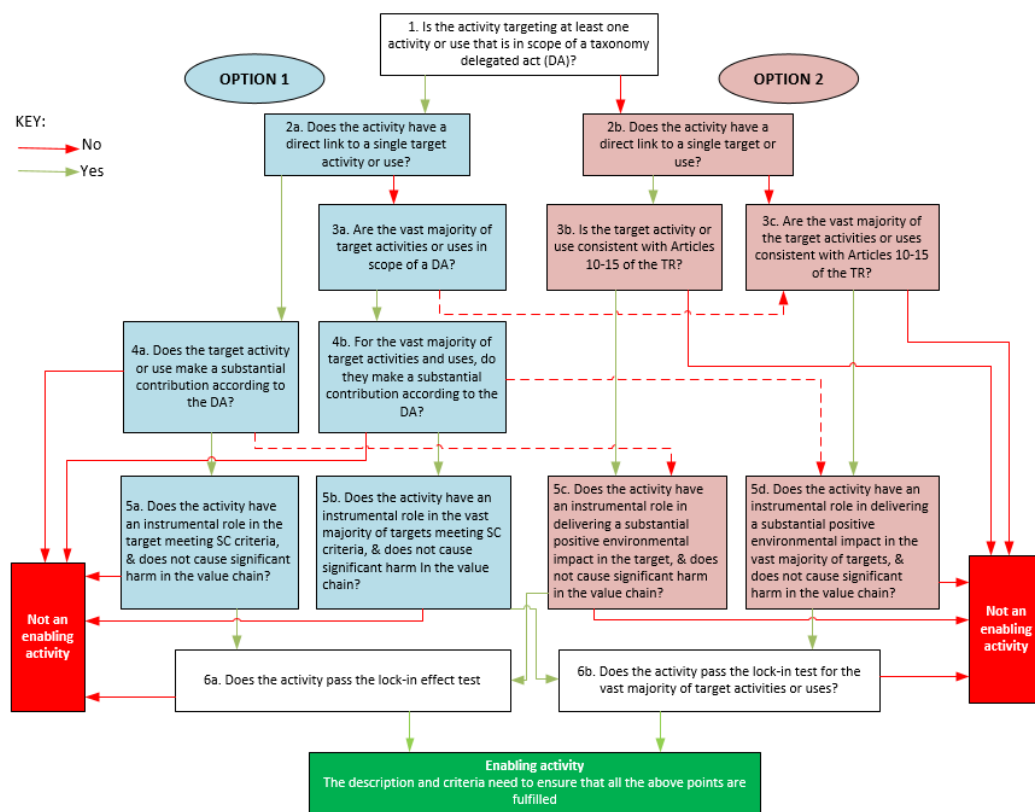 1. Is the activity targeting at least one
activity or use that is in scope of a taxonomy
delegated act (DA)?
OPTION 1
OPTION 2
KEY:
No
Yes
2a. Does the activity have a
direct link to a single target
activity or use?
2b. Does the activity have a
direct link to a single target or
use?
3a. Are the vast majority of
target activities or uses in
scope of a DA?
3b. Is the target activity or
use consistent with Articles
10-15 of the TR?
3c. Are the vast majority of
the target activities or uses
consistent with Articles 10-15
of the TR?
4a. Does the target activity
or use make a substantial
contribution according to
the DA?
4b. For the vast majority of
target activities and uses, do
they make a substantial
contribution according to the
DA?
5a. Does the activity have
an instrumental role in the
target meeting SC criteria,
& does not cause significant
harm in the value chain?
5b. Does the activity have an
instrumental role in the vast
majority of targets meeting SC
criteria, & does not cause
significant harm In the value
chain?
5c. Does the activity have
an instrumental role in
delivering a substantial
positive environmental
impact in the target, & does
not cause significant harm
in the value chain?
5d. Does the activity have an
instrumental role in delivering
a substantial positive
environmental impact in the
vast majority of targets, &
does not cause significant
harm in the value chain?
Not an
enabling
activity
Not an
enabling
activity
6a. Does the activity pass the lock-in effect test
6b. Does the activity pass the lock-in test for the
vast majority of target activities or uses?
Enabling activity
The description and criteria need to ensure that all the above points are
fulfilled